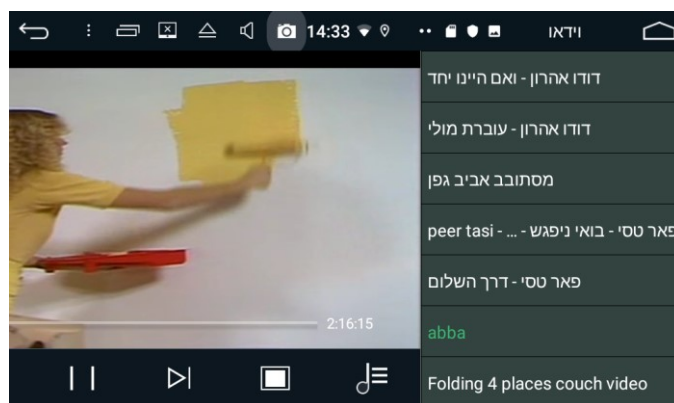 14:33
וידאו
דודו אהרון - ואם היינו יחד
דודו אהרון - עוברת מולי
מסתובב אביב גפן
פאר טסי - בואי ניפגש - ... - peer tasi
פאר טסי - דרך השלום
abba
Folding 4 places couch video
2:16:15